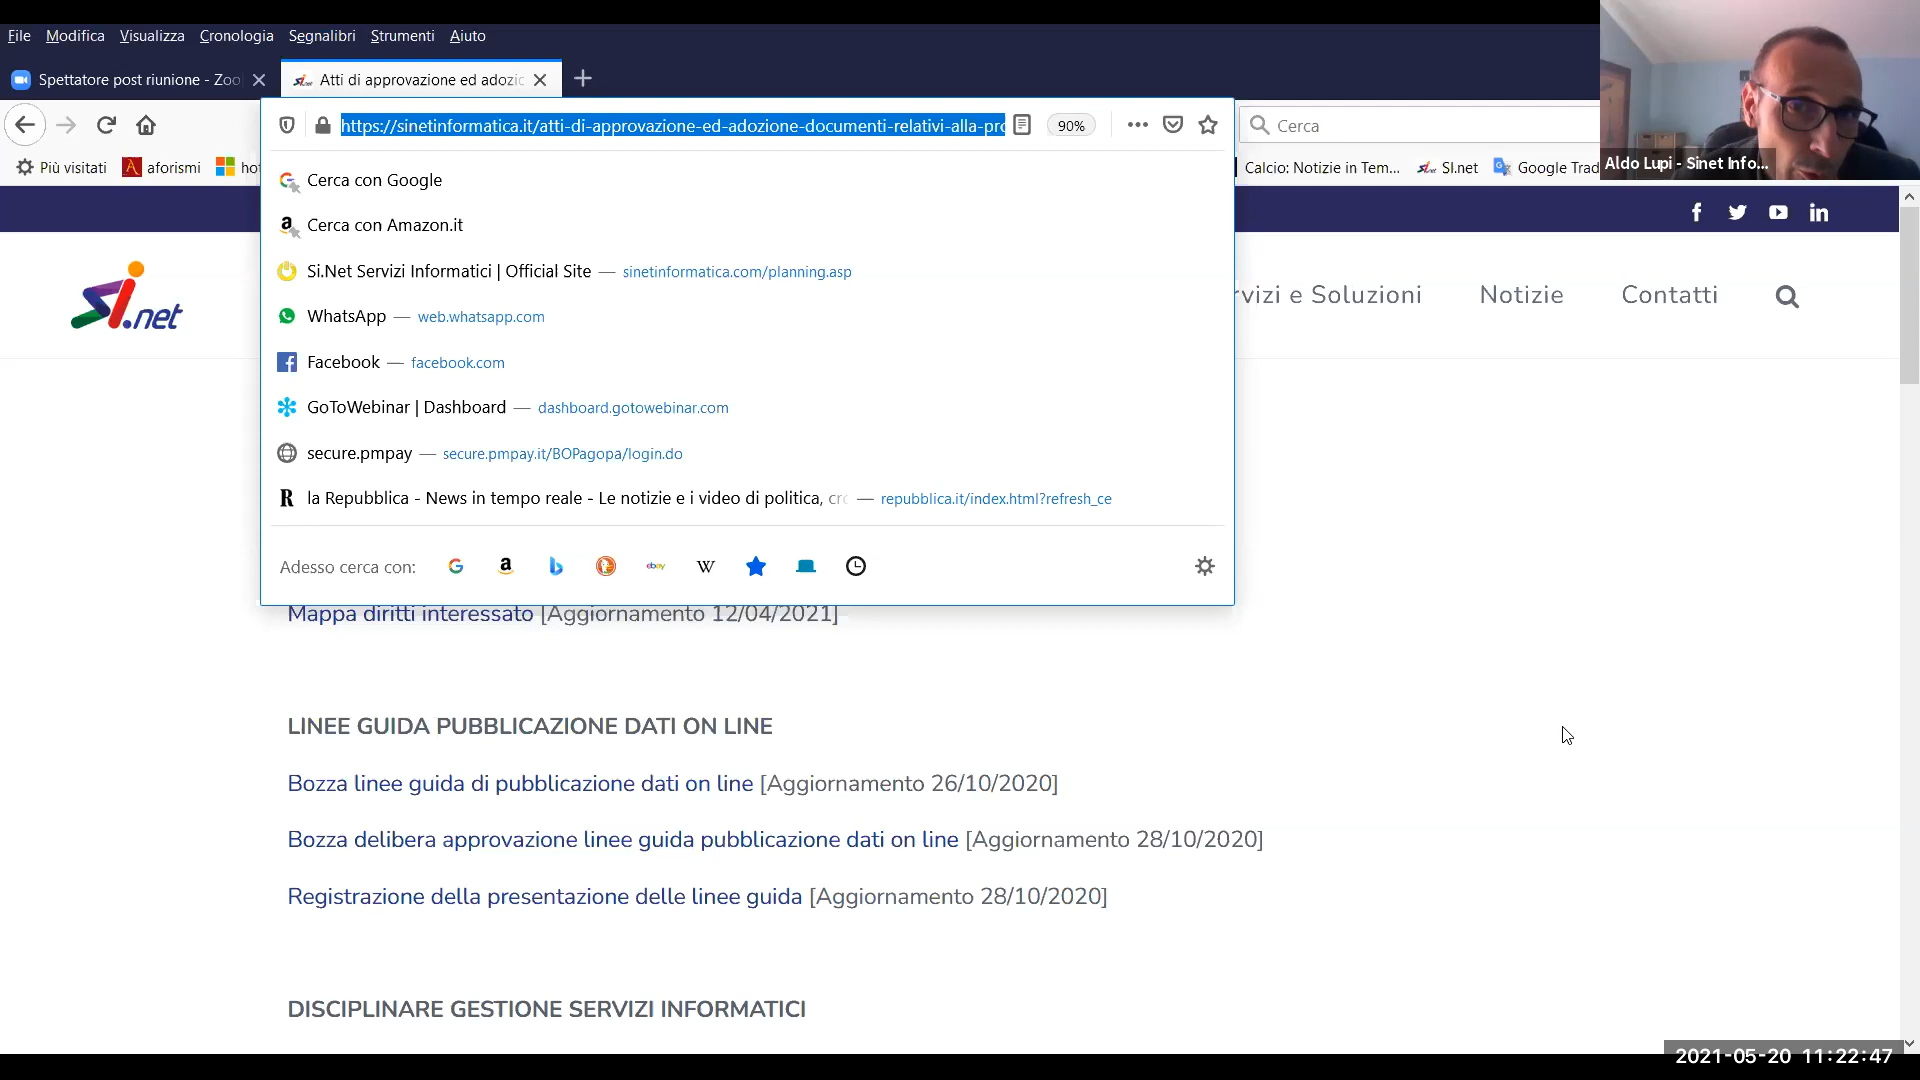 File Modifica Visualizza Cronologia Segnalibri Strumenti Aiuto
Spettatore post riunione - Zoo
Atti di approvazione ed adozic
https://sinetinformatica.it/atti-di-approvazione-ed-adozione-documenti-relativi-alla-pro
90%
Cerca
Più visitati
aforismi
hot
Calcio: Notizie in Tem...
SI.net
Google Trad
Aldo Lupi - Sinet Info...
Cerca con Google
Cerca con Amazon.it
Si.Net Servizi Informatici | Official Site — sinetinformatica.com/planning.asp
WhatsApp — web.whatsapp.com
Facebook — facebook.com
GoToWebinar | Dashboard — dashboard.gotowebinar.com
secure.pmpay — secure.pmpay.it/BOPagopa/login.do
la Repubblica - News in tempo reale - Le notizie e i video di politica, cro — repubblica.it/index.html?refresh_ce
Adesso cerca con:
ebay
W
Si.net
rvizi e Soluzioni
Notizie
Contatti
Mappa diritti interessato [Aggiornamento 12/04/2021]
LINEE GUIDA PUBBLICAZIONE DATI ON LINE
Bozza linee guida di pubblicazione dati on line [Aggiornamento 26/10/2020]
Bozza delibera approvazione linee guida pubblicazione dati on line [Aggiornamento 28/10/2020]
Registrazione della presentazione delle linee guida [Aggiornamento 28/10/2020]
DISCIPLINARE GESTIONE SERVIZI INFORMATICI
2021-05-20 11:22:47